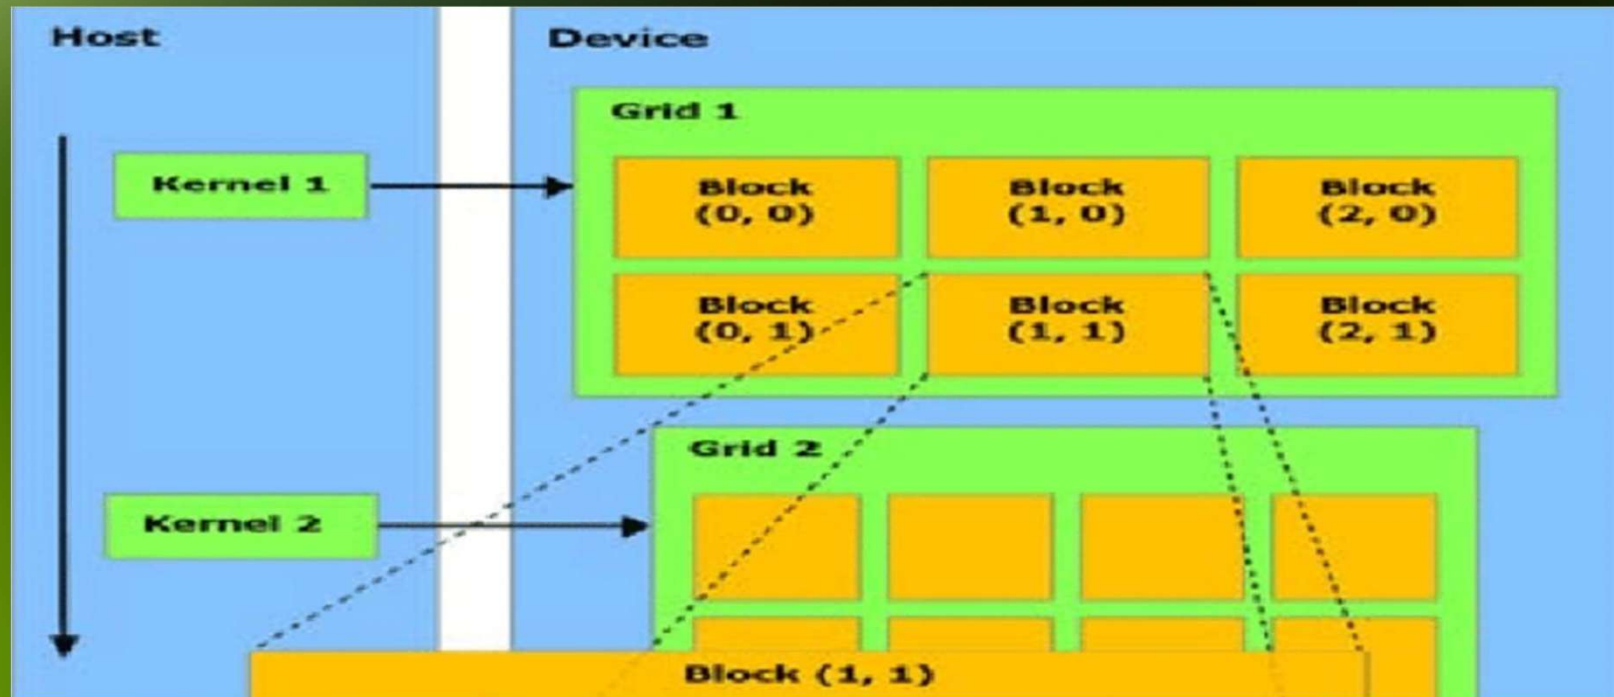 Host
Device
Grid 1
Kernel 1
Block
(0, 0)
Block
(1, 0)
Block
(2, 0)
Block
(0, 1)
Block
(1, 1)
Block
(2, 1)
Grid 2
Kernel 2
Block (1, 1)